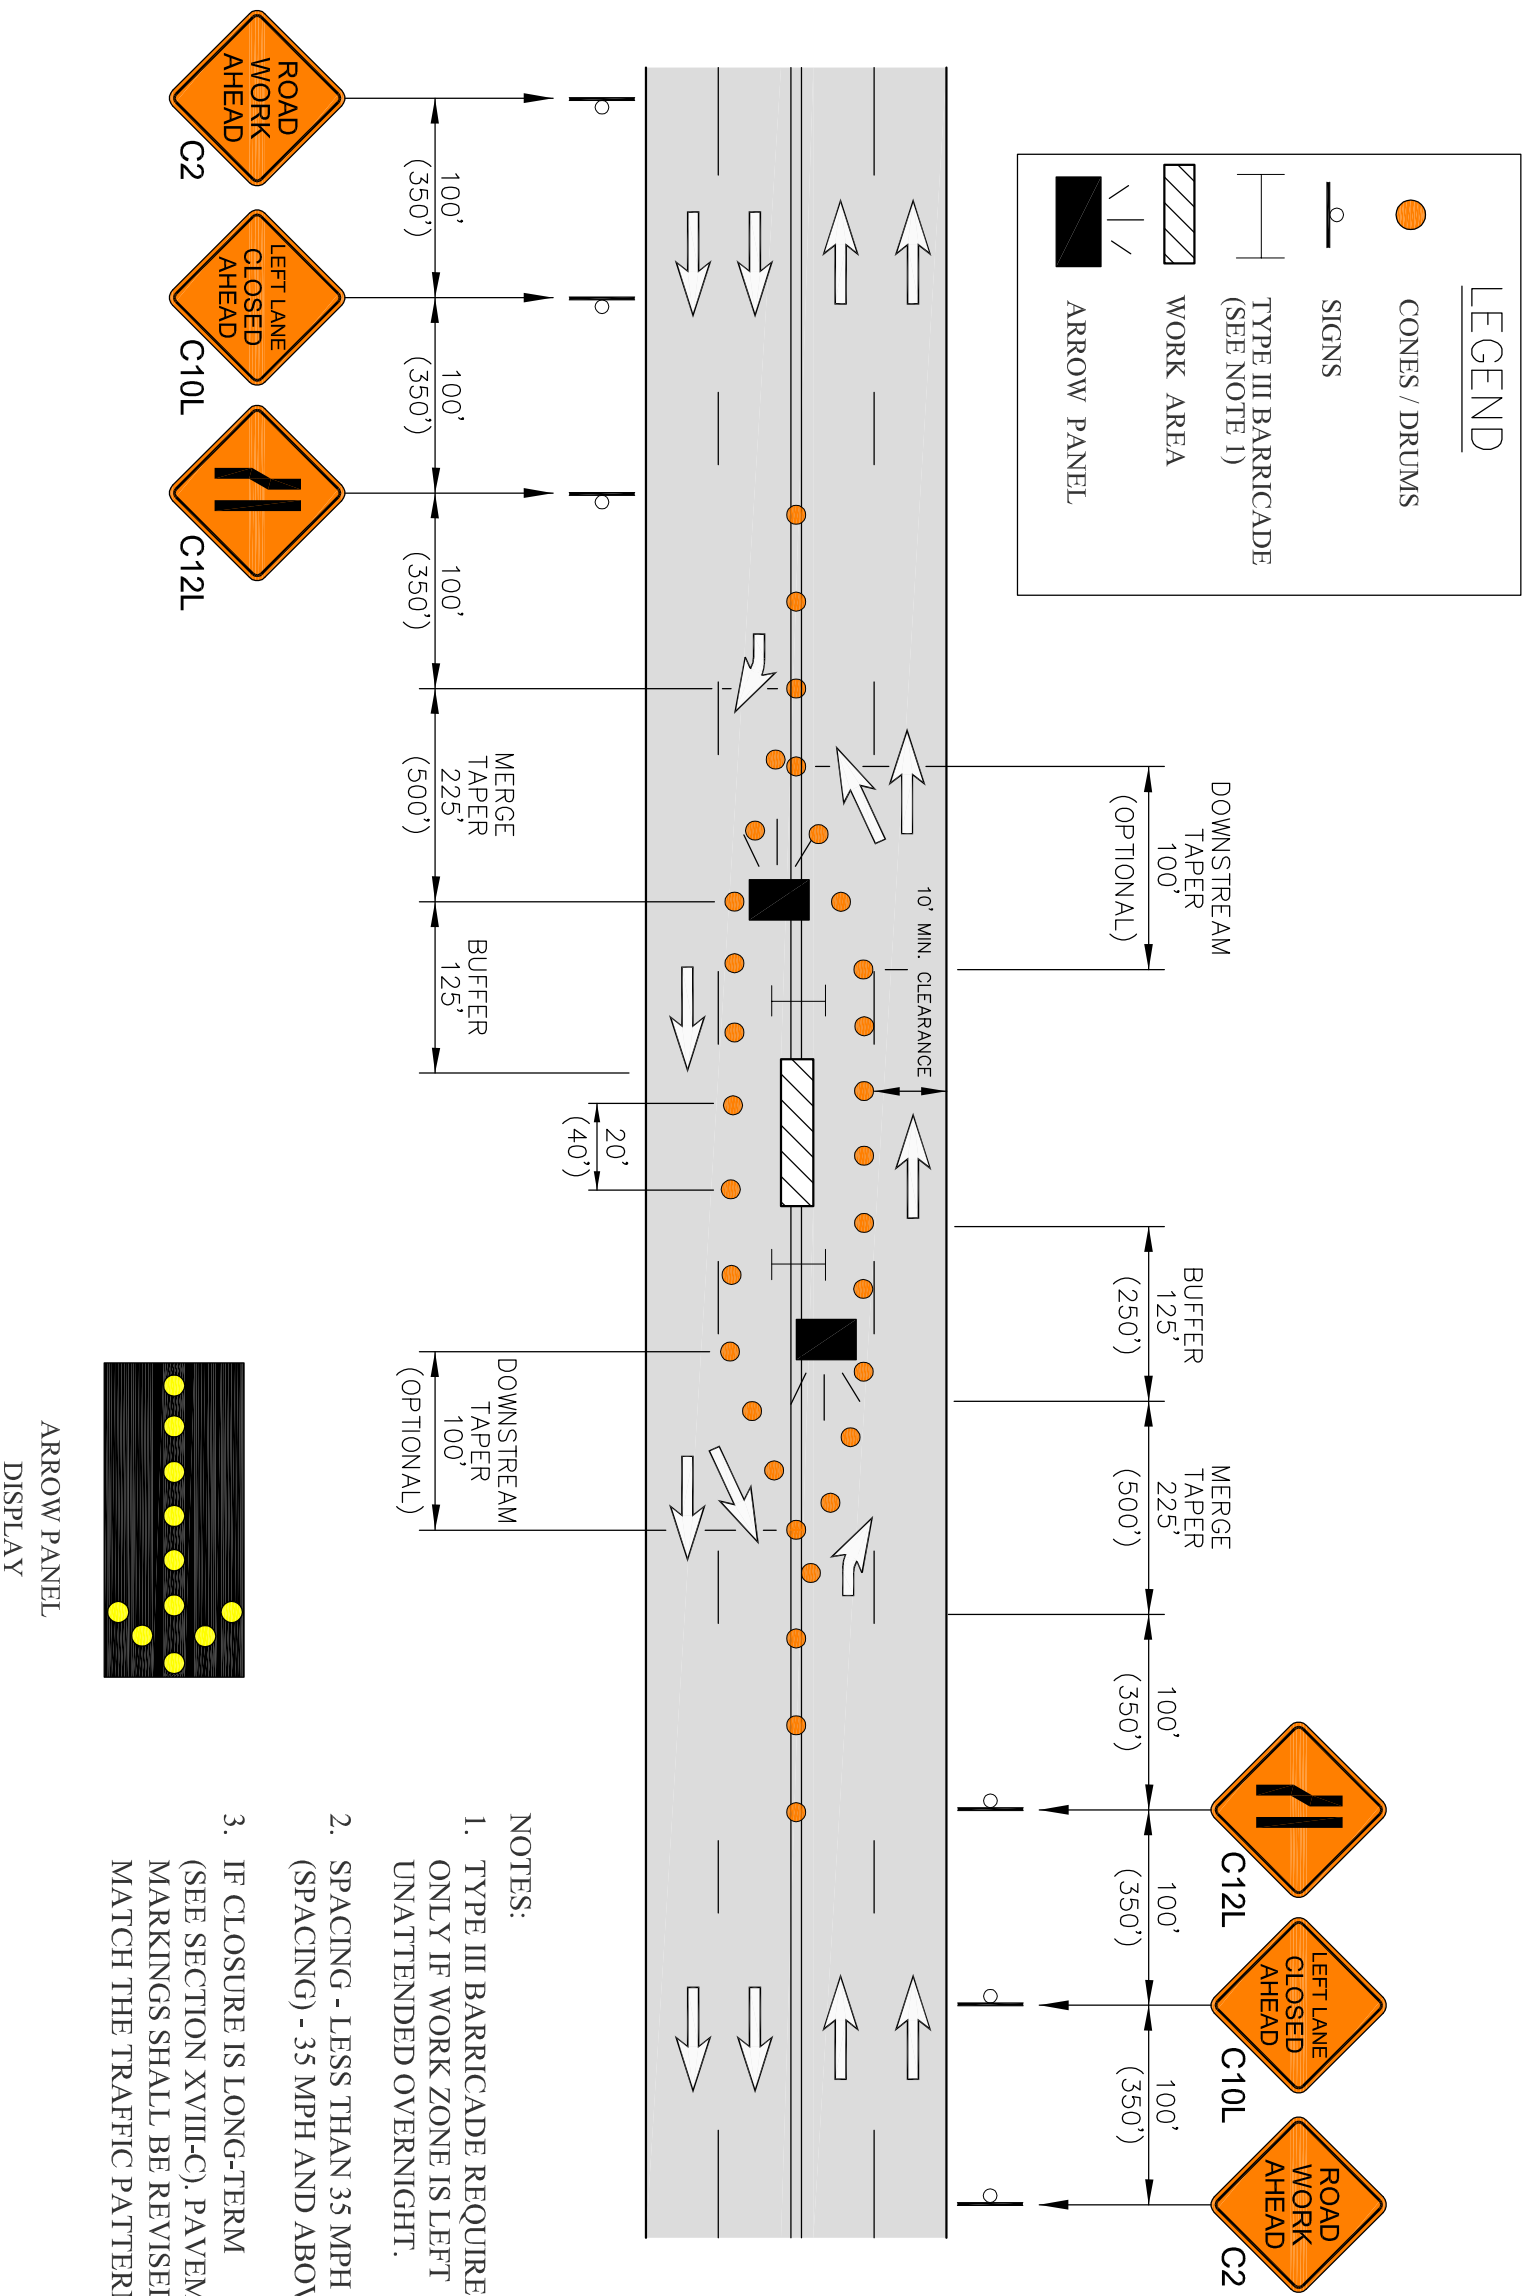 LEGEND
CONES / DRUMS
SIGNS
TYPE III BARRICADE
(SEE NOTE 1)
WORK AREA
ARROW PANEL
C12L
LEFT LANE
CLOSED
AHEAD
C10L
ROAD
WORK
AHEAD
C2
DOWNSTREAM
TAPER
100'
(OPTIONAL)
BUFFER
125'
(250')
MERGE
TAPER
225'
(500')
100'
(350')
100'
(350')
100'
(350')
10' MIN. CLEARANCE
20'
(40')
100'
(350')
100'
(350')
100'
(350')
MERGE
TAPER
225'
(500')
BUFFER
125'
DOWNSTREAM
TAPER
100'
(OPTIONAL)
ROAD
WORK
AHEAD
C2
LEFT LANE
CLOSED
AHEAD
C10L
C12L
ARROW PANEL
DISPLAY
NOTES:
1. TYPE III BARRICADE REQUIRE
ONLY IF WORK ZONE IS LEFT
UNATTENDED OVERNIGHT.
2. SPACING - LESS THAN 35 MPH
(SPACING) - 35 MPH AND ABOV
3. IF CLOSURE IS LONG-TERM
(SEE SECTION XVIII-C). PAVEM
MARKINGS SHALL BE REVISE
MATCH THE TRAFFIC PATTER